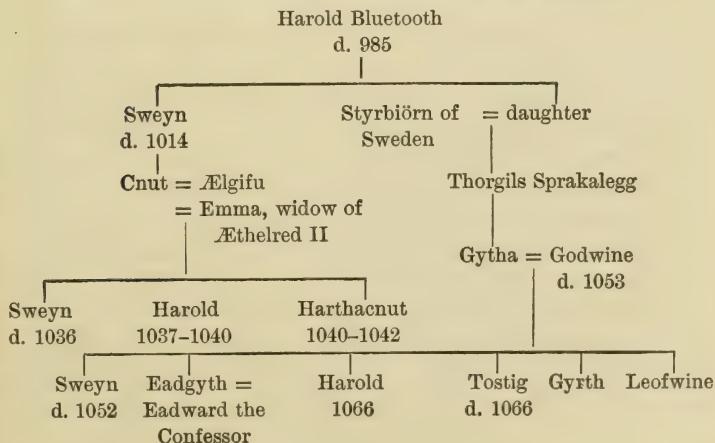 Harold Bluetooth
d. 985
Sweyn
d. 1014
Styrbiörn of = daughter
Sweden
Cnut = Ælgifu
= Emma, widow of
Æthelred II
Thorgils Sprakalegg
Gytha = Godwine
d. 1053
Sweyn
d. 1036
Harold
1037–1040
Harthacnut
1040–1042
Sweyn
d. 1052
Eadgyth =
Eadward the
Confessor
Harold
1066
Tostig
d. 1066
Gyrth
Leofwine